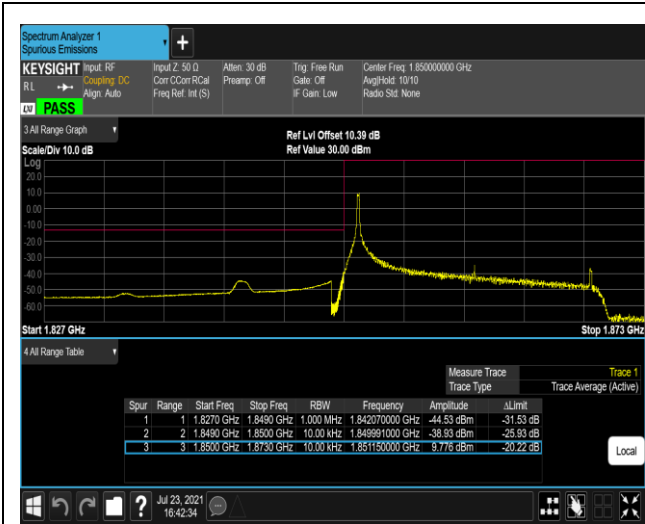 Spectrum Analyzer 1
Spurious Emissions
KEYSIGHT Input: RF Input Z: 50 Ω Atten: 30 dB Trig: Free Run Center Freq: 1.850000000 GHz
Coupling: DC Corr CCorr RCal Preamp: Off Gate: Off Avg|Hold: 10/10
RL Align: Auto Freq Ref: Int (S) IF Gain: Low Radio Std: None
LXI PASS
3 All Range Graph
Ref Lvl Offset 10.39 dB
Scale/Div 10.0 dB Ref Value 30.00 dBm
Log
20.0
10.0
0.00
-10.0
-20.0
-30.0
-40.0
-50.0
-60.0
Start 1.827 GHz Stop 1.873 GHz
4 All Range Table
Measure Trace Trace 1
Trace Type Trace Average (Active)
Spur Range Start Freq Stop Freq RBW Frequency Amplitude ΔLimit
1 1 1.8270 GHz 1.8490 GHz 1.000 MHz 1.842070000 GHz -44.53 dBm -31.53 dB
2 2 1.8490 GHz 1.8500 GHz 10.00 kHz 1.849991000 GHz -38.93 dBm -25.93 dB
3 3 1.8500 GHz 1.8730 GHz 10.00 kHz 1.851150000 GHz 9.776 dBm -20.22 dB
Local
Jul 23, 2021
16:42:34